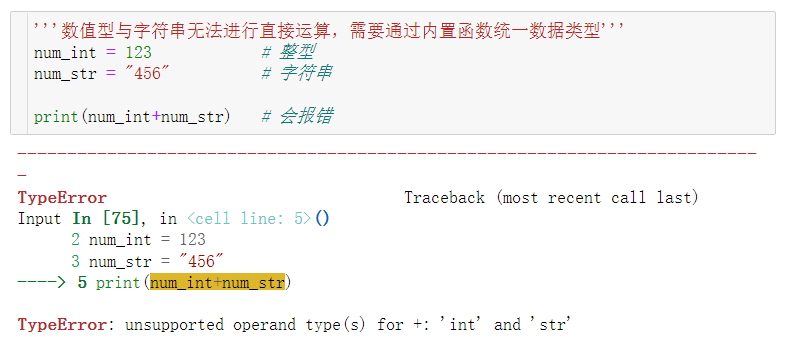 '''数值型与字符串无法进行直接运算，需要通过内置函数统一数据类型'''
num_int = 123 # 整型
num_str = "456" # 字符串
print(num_int+num_str) # 会报错
---------------------------------------------------------------------------
TypeError Traceback (most recent call last)
Input In [75], in <cell line: 5>()
2 num_int = 123
3 num_str = "456"
----> 5 print(num_int+num_str)
TypeError: unsupported operand type(s) for +: 'int' and 'str'